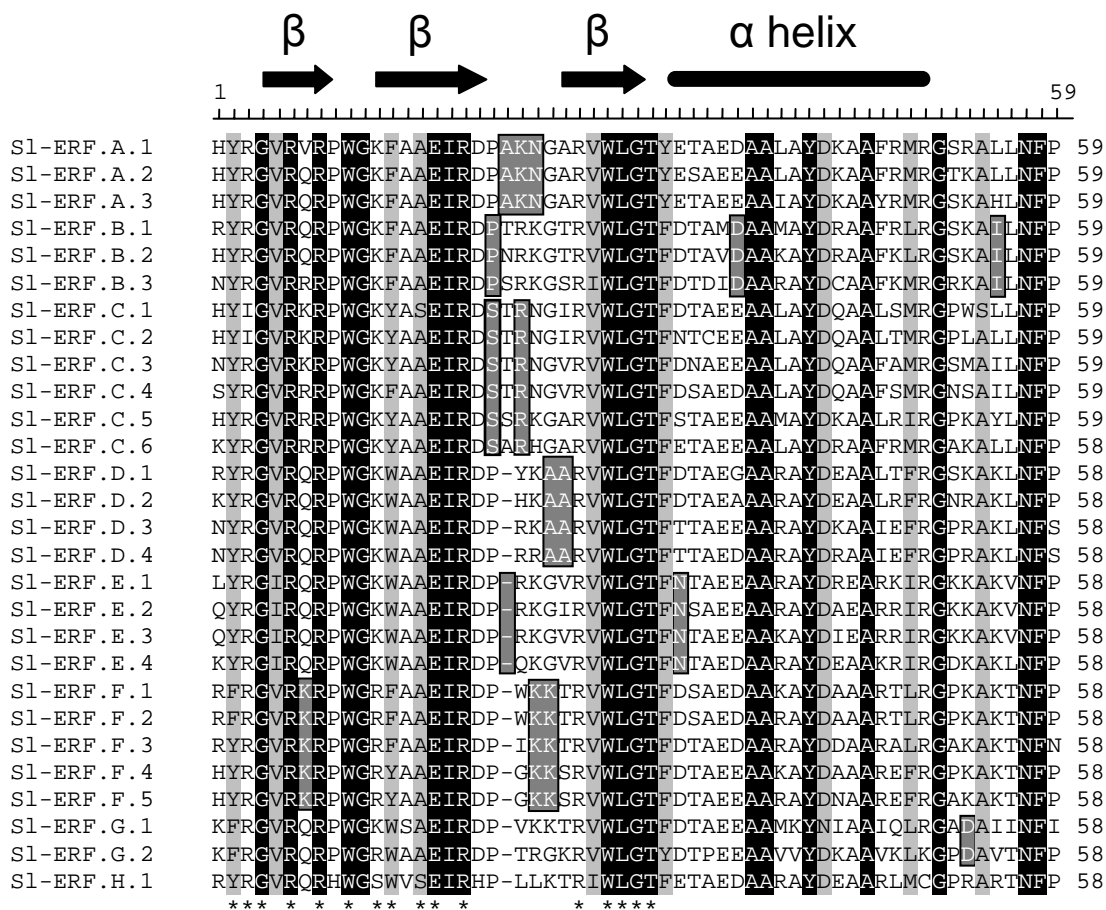 β β β α helix
1 59
Sl-ERF.A.1 HYRGVRVRPWGKFAAEIRDPAKNGARVWLGTYETAEDAALAYDKAAFRMRGSRALLNFP 59
Sl-ERF.A.2 HYRGVRQRPWGKFAAEIRDPAKNGARVWLGTYESAEEAALAYDKAAFRMRGTKALLNFP 59
Sl-ERF.A.3 HYRGVRQRPWGKFAAEIRDPAKNGARVWLGTYETAEEAAIAYDKAAYRMRGSKAHLNFP 59
Sl-ERF.B.1 RYRGVRQRPWGKFAAEIRDPTRKGTRVWLGTFDTAMDAAMAYDRAAFRLRGSKAILNFP 59
Sl-ERF.B.2 HYRGVRQRPWGKFAAEIRDPNRKGTRVWLGTFDTAVDAAKAYDRAAFKLRGSKAILNFP 59
Sl-ERF.B.3 NYRGVRRRPWGKFAAEIRDPSRKGSRIWLGTFDTDIDAARAYDCAAFKMRGRKAILNFP 59
Sl-ERF.C.1 HYIGVRKRPWGKYASEIRDSTRNGIRVWLGTFDTAEEAALAYDQAALSMRGPWSLLNFP 59
Sl-ERF.C.2 HYIGVRKRPWGKYAAEIRDSTRNGIRVWLGTFNTCEEAALAYDQAALTMRGPLALLNFP 59
Sl-ERF.C.3 NYRGVRKRPWGKYAAEIRDSTRNGVRVWLGTFDNAEEAALAYDQAAFAMRGSMAILNFP 59
Sl-ERF.C.4 SYRGVRRRPWGKFAAEIRDSTRNGVRVWLGTFDSAEDAALAYDQAAFSMRGNSAILNFP 59
Sl-ERF.C.5 HYRGVRRRPWGKYAAEIRDSSRKGARVWLGTFSTAEEAAMAYDKAALRMRGPKAYLNFP 59
Sl-ERF.C.6 KYRGVRRRPWGKYAAEIRDSARHGARVWLGTFETAEEAALAYDRAAFRMRGAKALLNFP 58
Sl-ERF.D.1 RYRGVRQRPWGKWAAEIRDP-YKAARVWLGTFDTAEGAARAYDEAALTFRGSKAKLNFP 58
Sl-ERF.D.2 KYRGVRQRPWGKWAAEIRDP-HKAARVWLGTFDTAEAAARAYDEAALRFRGNRAKLNFP 58
Sl-ERF.D.3 NYRGVRQRPWGKWAAEIRDP-RKAARVWLGTFTTAEEAARAYDKAAIEFRGPRAKLNFS 58
Sl-ERF.D.4 KYRGVRQRPWGKWAAEIRDP-RRAARVWLGTFTTAEDAARAYDRAAIEFRGPRAKLNFS 58
Sl-ERF.E.1 LYRGIRQRPWGKWAAEIRDP-RKGVRVWLGTFNTAEEAARAYDREARKIRGKKAKVNFP 58
Sl-ERF.E.2 QYRGIRQRPWGKWAAEIRDP-RKGIRVWLGTFNSAEEAARAYDAEARRIRGKKAKVNFP 58
Sl-ERF.E.3 QYRGIRQRPWGKWAAEIRDP-RKGVRVWLGTFNTAEEAAKAYDIEARRIRGKKAKVNFP 58
Sl-ERF.E.4 KYRGIRQRPWGKWAAEIRDP-QKGVRVWLGTFNTAEDAARAYDEAAKRIRGDKAKLNFP 58
Sl-ERF.F.1 RFRGVRKRPWGRFAAEIRDP-WKKTRVWLGTFDSAEDAAKAYDAAARTLRGPKAKTNFP 58
Sl-ERF.F.2 RFRGVRKRPWGRFAAEIRDP-WKKTRVWLGTFDSAEDAARAYDAAARTLRGPKAKTNFP 58
Sl-ERF.F.3 RYRGVRKRPWGRFAAEIRDP-IKKTRVWLGTFDTAEDAARAYDDAARALRGAKAKTNFN 58
Sl-ERF.F.4 HYRGVRKRPWGRYAAEIRDP-GKKSRVWLGTFDTAEEAAKAYDAAAREFRGPKAKTNFP 58
Sl-ERF.F.5 HYRGVRKRPWGRYAAEIRDP-GKKSRVWLGTFDTAEEAARAYDNAAREFRGAKAKTNFP 58
Sl-ERF.G.1 KFRGVRQRPWGKWSAEIRDP-VKKTRVWLGTFDTAEEAAMKYNIAAIQLRGADAIINFI 58
Sl-ERF.G.2 KFRGVRQRPWGRWAAEIRDP-TRGKRVWLGTYDTPEEAAVVYDKAAVKLKGPDAVTNFP 58
Sl-ERF.H.1 RYRGVRQRHWGSWVSEIRHP-LLKTRIWLGTFETAEDAARAYDEAARLMCGPRARTNFP 58
*** * * * ** ** * * ****